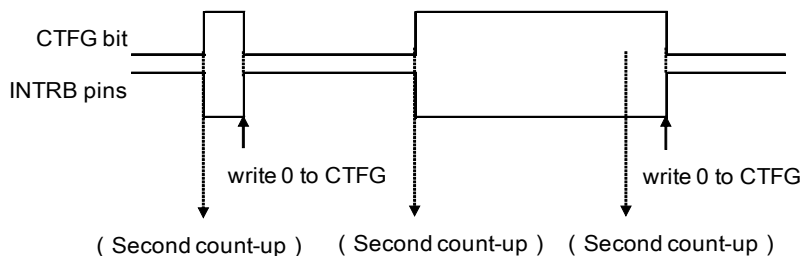 CTFG bit
INTRB pins
write 0 to CTFG
write 0 to CTFG
( Second count-up )
( Second count-up )
( Second count-up )